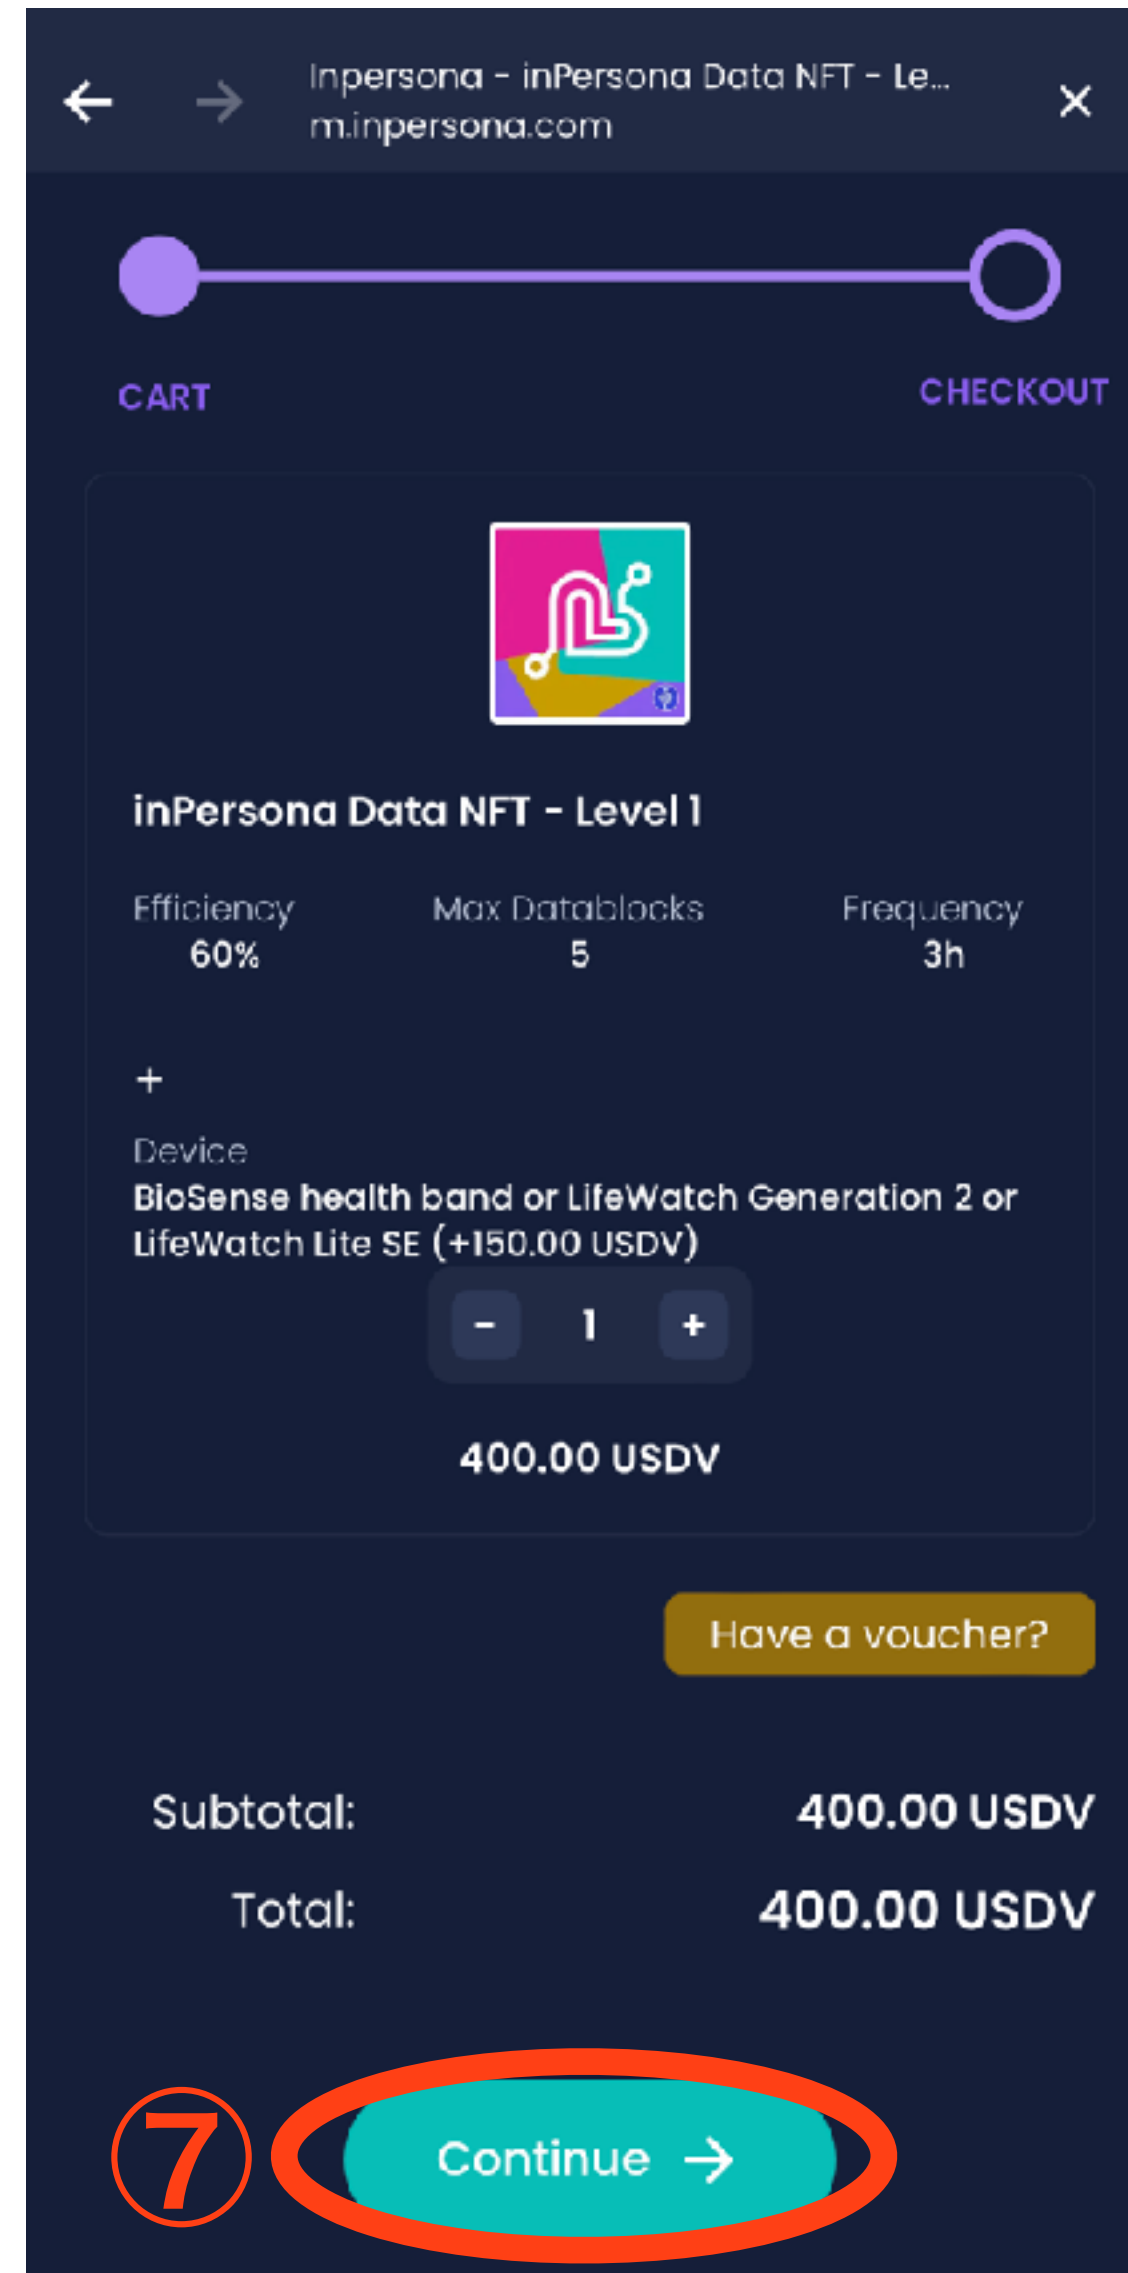 Inpersona - inPersona Data NFT - Le...
m.inpersona.com
CART
CHECKOUT
inPersona Data NFT - Level 1
Efficiency Max Datablocks Frequency
60% 5 3h
+
Device
BioSense health band or LifeWatch Generation 2 or
LifeWatch Lite SE (+150.00 USDV)
- 1 +
400.00 USDV
Have a voucher?
Subtotal: 400.00 USDV
Total: 400.00 USDV
⑦ Continue →